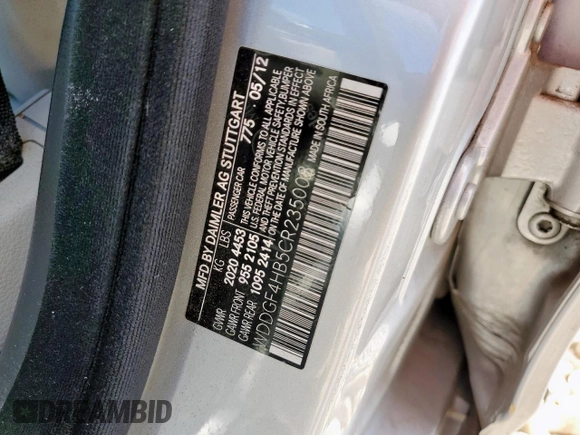 MFD BY DAIMLER AG STUTTGART
PASSENGER CAR 775 05/12
KG LBS
GVWR 2020 4453
GAWR FRONT 955 2105
GAWR REAR 1095 2414
THIS VEHICLE CONFORMS TO ALL APPLICABLE
U.S. FEDERAL MOTOR VEHICLE SAFETY,BUMPER
AND THEFT PREVENTION STANDARDS IN EFFECT
ON THE DATE OF MANUFACTURE SHOWN ABOVE
WDDGF4HB5CR235008
MADE IN SOUTH AFRICA
DREAMBID